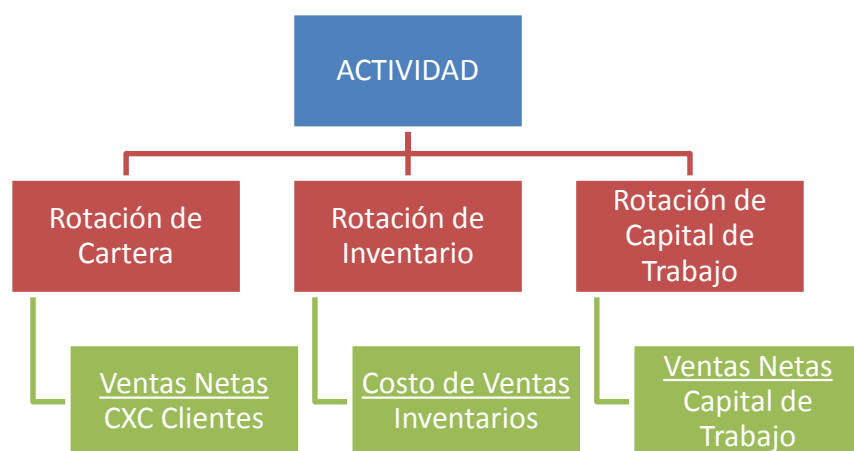 ACTIVIDAD
Rotación de
Cartera
Rotación de
Inventario
Rotación de
Capital de
Trabajo
Ventas Netas
CXC Clientes
Costo de Ventas
Inventarios
Ventas Netas
Capital de
Trabajo